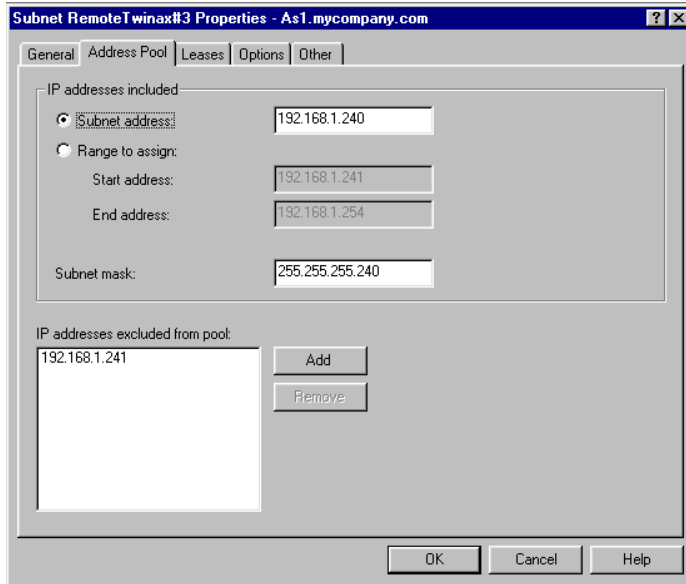 Subnet RemoteTwinax#3 Properties - As1.mycompany.com
General Address Pool Leases Options Other
IP addresses included
Subnet address: 192.168.1.240
Range to assign:
Start address: 192.168.1.241
End address: 192.168.1.254
Subnet mask: 255.255.255.240
IP addresses excluded from pool:
192.168.1.241
Add
Remove
OK Cancel Help